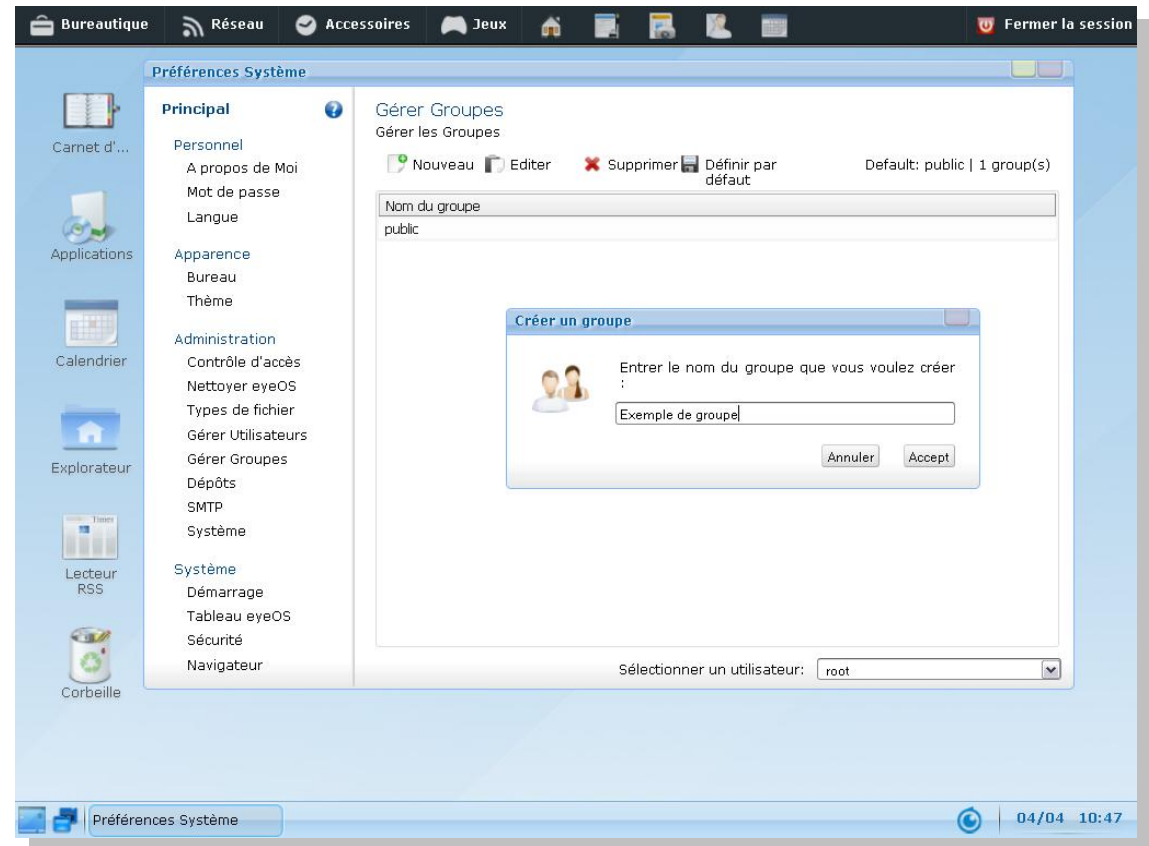 Bureautique Réseau Accessoires Jeux Fermer la session
Préférences Système
Carnet d'...
Applications
Calendrier
Explorateur
Lecteur
RSS
Corbeille
Principal
Personnel
A propos de Moi
Mot de passe
Langue
Apparence
Bureau
Thème
Administration
Contrôle d'accès
Nettoyer eyeOS
Types de fichier
Gérer Utilisateurs
Gérer Groupes
Dépôts
SMTP
Système
Système
Démarrage
Tableau eyeOS
Sécurité
Navigateur
Gérer Groupes
Gérer les Groupes
Nouveau Editer Supprimer Définir par
défaut
Default: public | 1 group(s)
Nom du groupe
public
Créer un groupe
Entrer le nom du groupe que vous voulez créer
:
Exemple de groupe
Annuler Accept
Sélectionner un utilisateur: root
Préférences Système 04/04 10:47